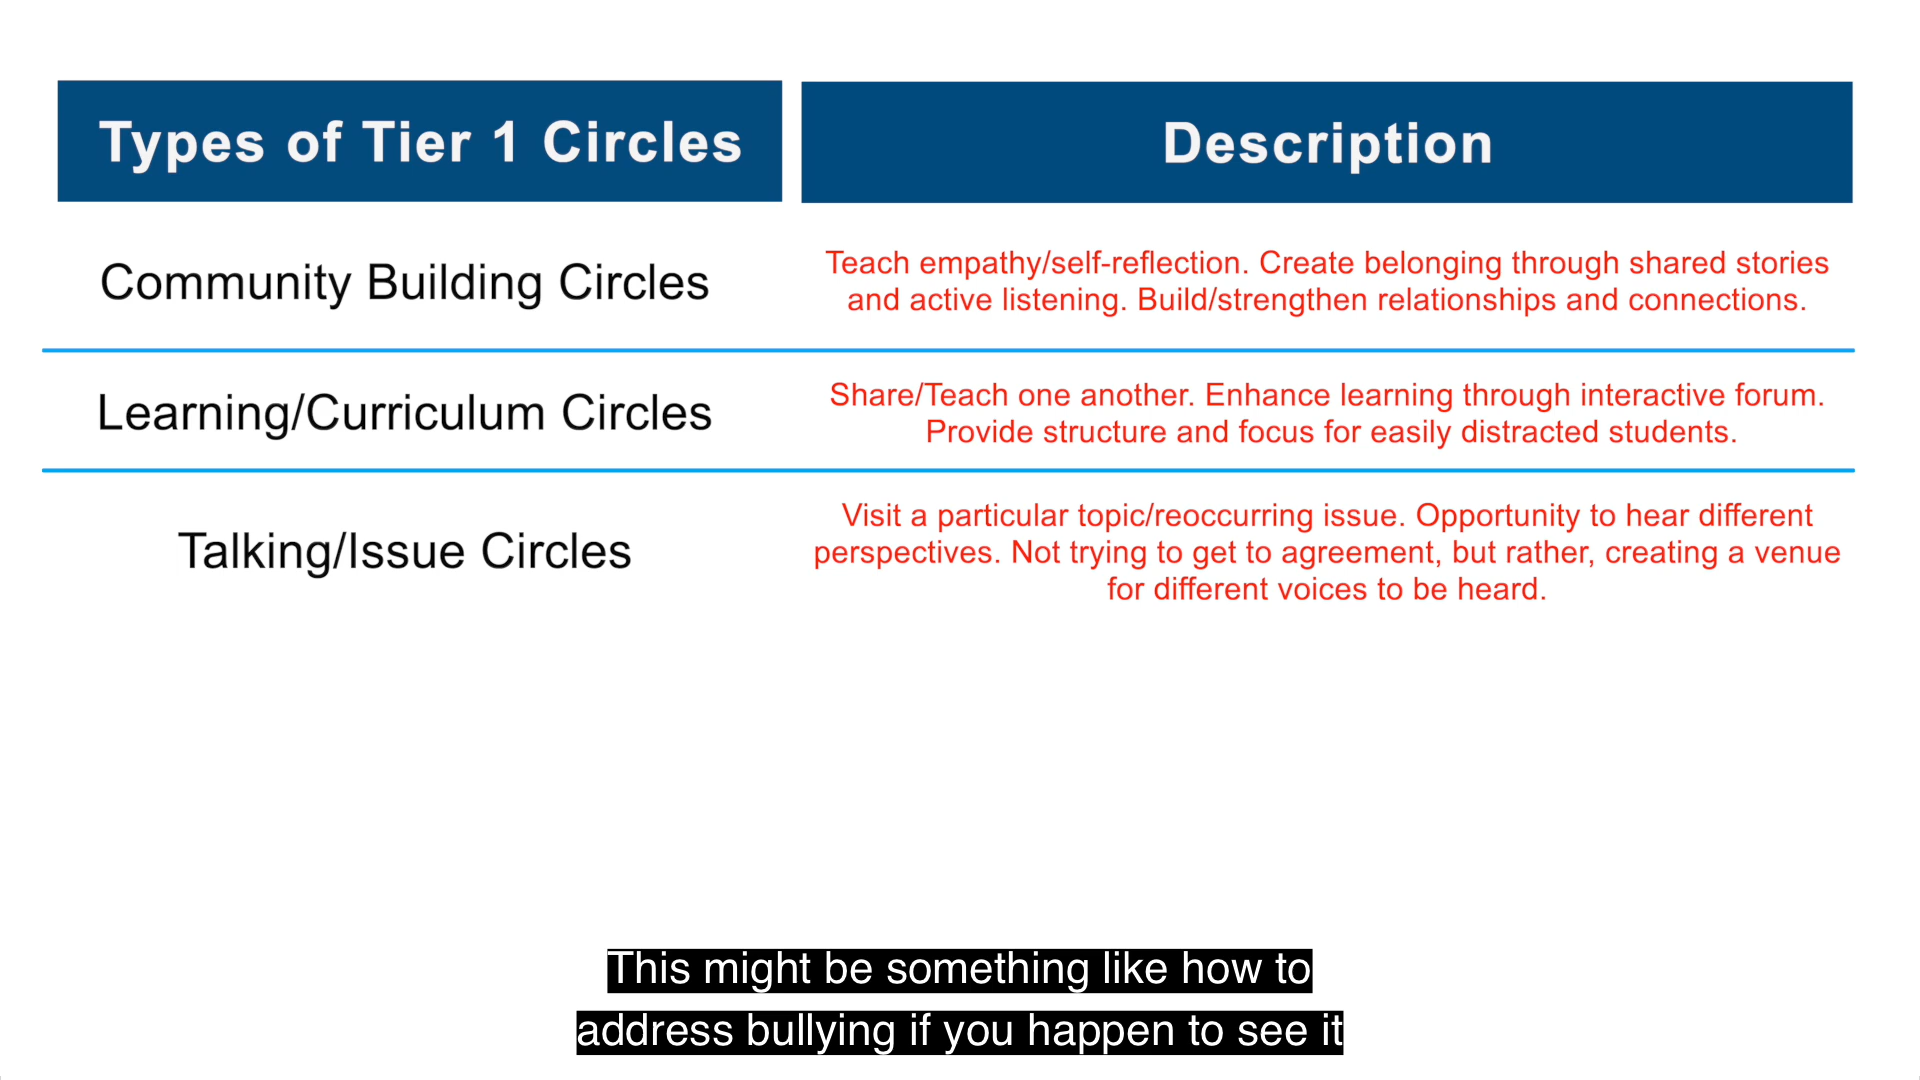 Types of Tier 1 Circles
Description
Community Building Circles
Teach empathy/self-reflection. Create belonging through shared stories
and active listening. Build/strengthen relationships and connections.
Learning/Curriculum Circles
Share/Teach one another. Enhance learning through interactive forum.
Provide structure and focus for easily distracted students.
Talking/Issue Circles
Visit a particular topic/reoccurring issue. Opportunity to hear different
perspectives. Not trying to get to agreement, but rather, creating a venue
for different voices to be heard.
This might be something like how to
address bullying if you happen to see it